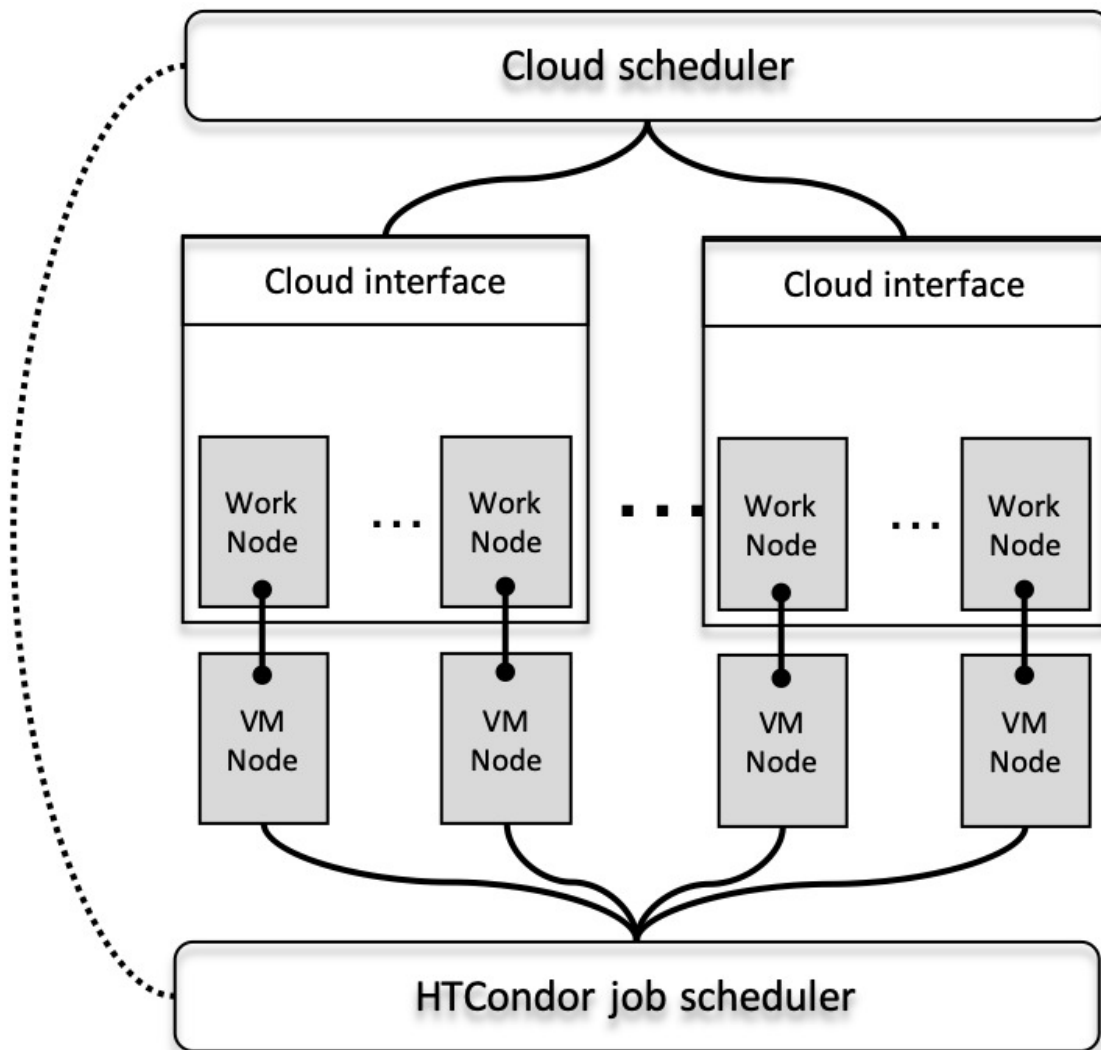 Cloud scheduler
Cloud interface
Cloud interface
Work
Node
...
Work
Node
...
Work
Node
...
Work
Node
VM
Node
VM
Node
VM
Node
VM
Node
HTCondor job scheduler